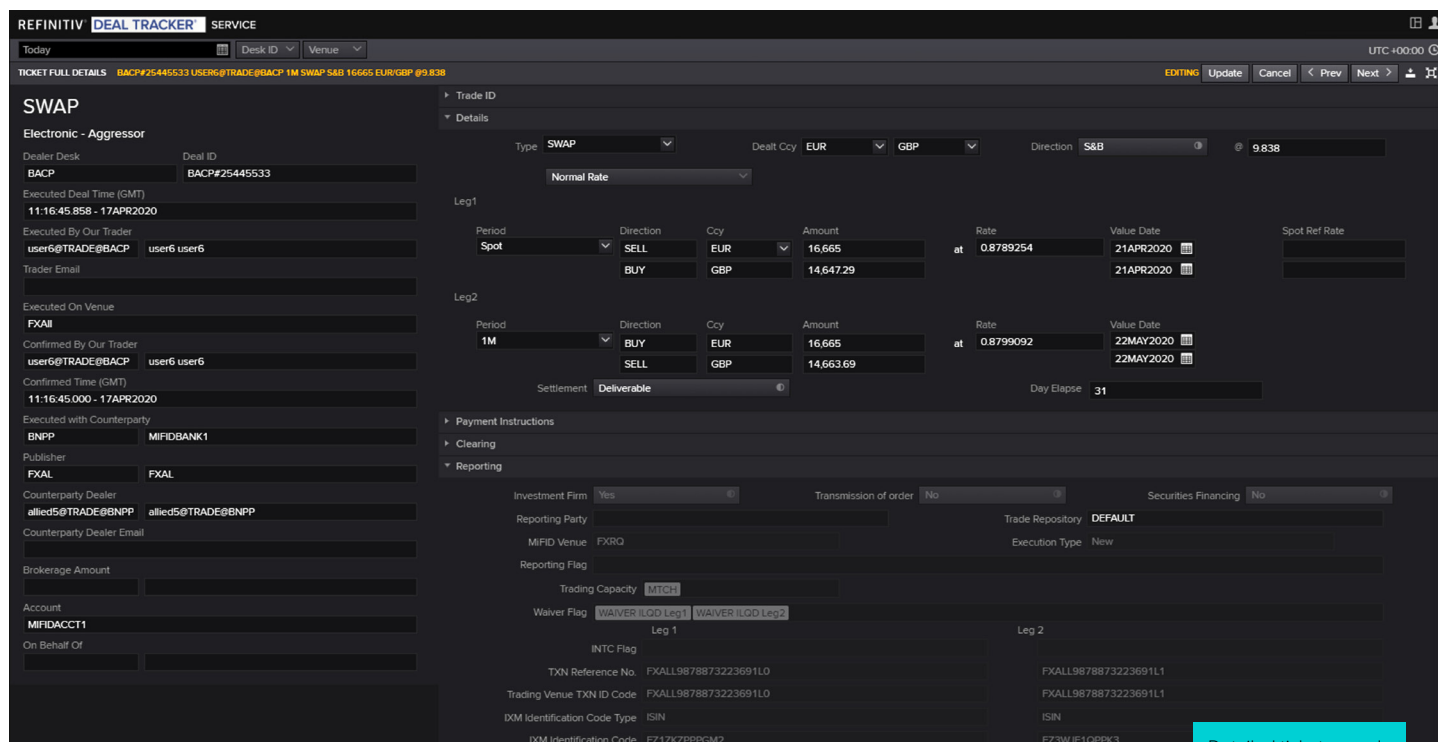 REFINITIV DEAL TRACKER SERVICE
Today Desk ID Venue UTC +00:00
TICKET FULL DETAILS BACP#25445533 USER6@TRADE@BACP 1M SWAP S&B 16665 EUR/GBP @9.838 EDITING Update Cancel < Prev Next >
SWAP
Electronic - Aggressor
Dealer Desk Deal ID
BACP BACP#25445533
Executed Deal Time (GMT)
11:16:45.858 - 17APR2020
Executed By Our Trader
user6@TRADE@BACP user6 user6
Trader Email
Executed On Venue
FXAll
Confirmed By Our Trader
user6@TRADE@BACP user6 user6
Confirmed Time (GMT)
11:16:45.000 - 17APR2020
Executed with Counterparty
BNPP MIFIDBANK1
Publisher
FXAL FXAL
Counterparty Dealer
allied5@TRADE@BNPP allied5@TRADE@BNPP
Counterparty Dealer Email
Brokerage Amount
Account
MIFIDACCT1
On Behalf Of
Trade ID
Details
Type SWAP Dealt Ccy EUR GBP Direction S&B @ 9.838
Normal Rate
Leg1
Period Direction Ccy Amount Rate Value Date Spot Ref Rate
Spot SELL EUR 16,665 at 0.8789254 21APR2020
BUY GBP 14,647.29 21APR2020
Leg2
Period Direction Ccy Amount Rate Value Date
1M BUY EUR 16,665 at 0.8799092 22MAY2020
SELL GBP 14,663.69 22MAY2020
Settlement Deliverable Day Elapse 31
Payment Instructions
Clearing
Reporting
Investment Firm Yes Transmission of order No Securities Financing No
Reporting Party Trade Repository DEFAULT
MiFID Venue FXRQ Execution Type New
Reporting Flag
Trading Capacity MTCH
Waiver Flag WAIVER ILQD Leg1 WAIVER ILQD Leg2
Leg 1 Leg 2
INTC Flag
TXN Reference No. FXALL9878873223691L0 FXALL9878873223691L1
Trading Venue TXN ID Code FXALL9878873223691L0 FXALL9878873223691L1
IXM Identification Code Type ISIN ISIN
IXM Identification Code